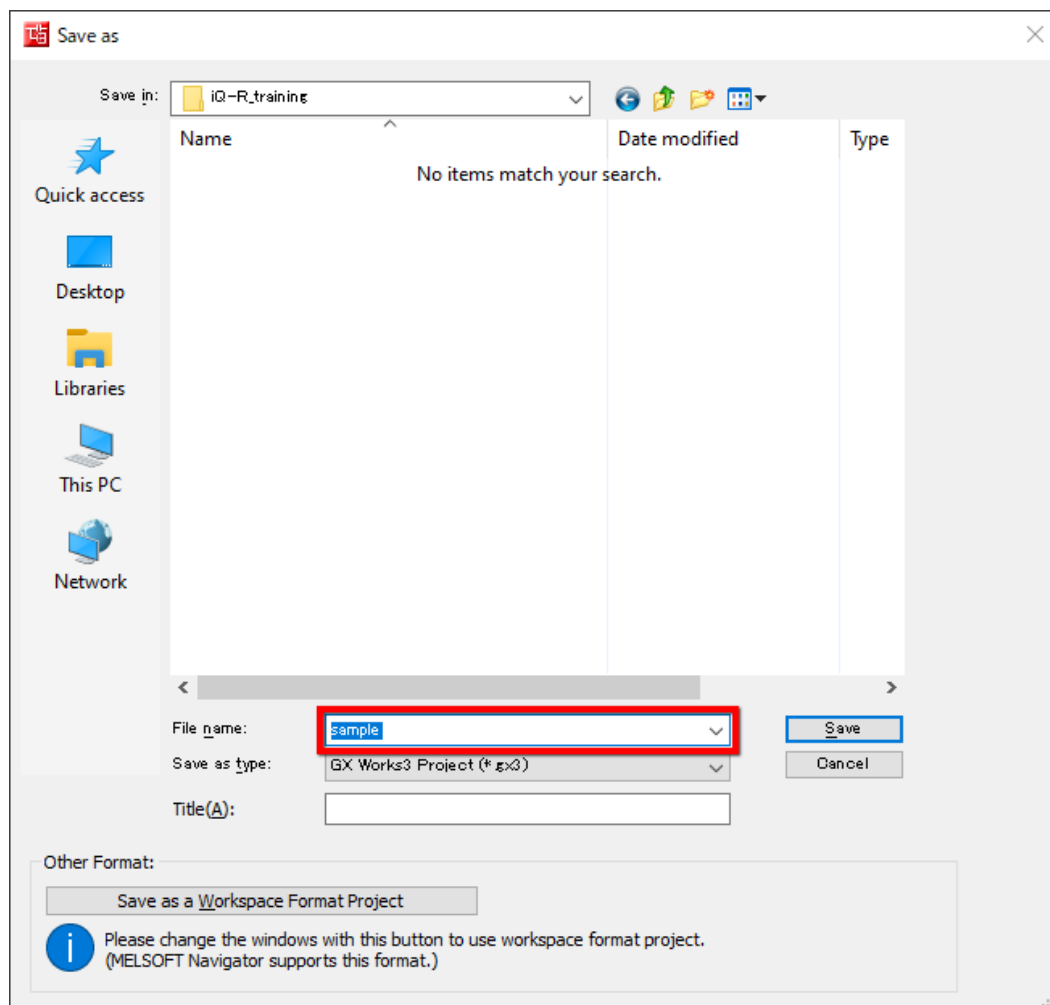 Save as
Save in:
iQ-R_training
Name
Date modified
Type
No items match your search.
Quick access
Desktop
Libraries
This PC
Network
File name:
sample
Save
Save as type:
GX Works3 Project (*.gx3)
Cancel
Title(A):
Other Format:
Save as a Workspace Format Project
Please change the windows with this button to use workspace format project.
(MELSOFT Navigator supports this format.)